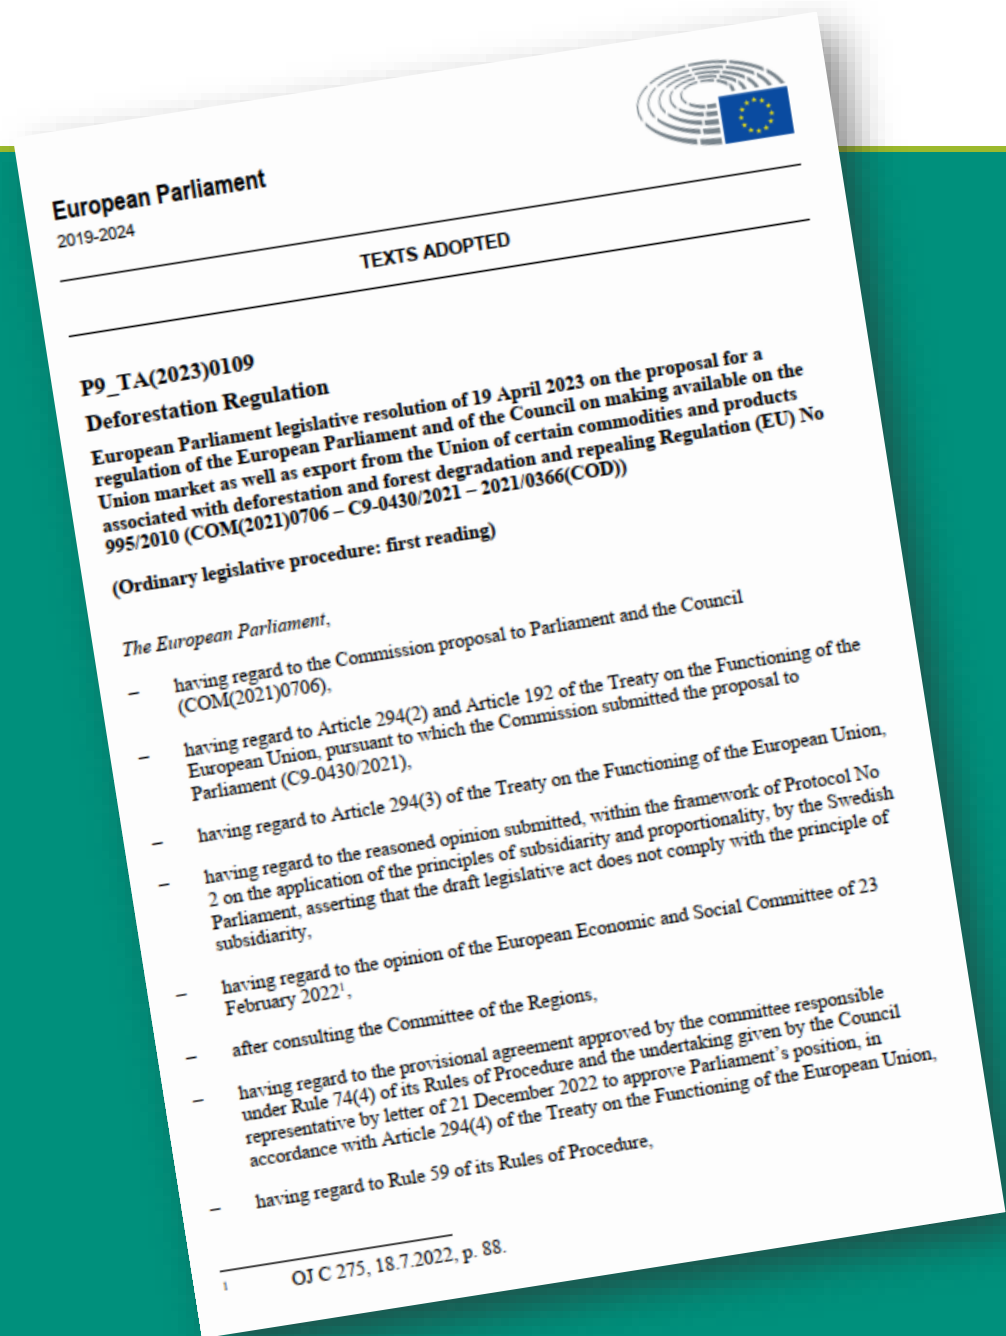 European Parliament
2019-2024
TEXTS ADOPTED
P9_TA(2023)0109
Deforestation Regulation
European Parliament legislative resolution of 19 April 2023 on the proposal for a
regulation of the European Parliament and of the Council on making available on the
Union market as well as export from the Union of certain commodities and products
associated with deforestation and forest degradation and repealing Regulation (EU) No
995/2010 (COM(2021)0706 – C9-0430/2021 – 2021/0366(COD))
(Ordinary legislative procedure: first reading)
The European Parliament,
– having regard to the Commission proposal to Parliament and the Council
(COM(2021)0706),
– having regard to Article 294(2) and Article 192 of the Treaty on the Functioning of the
European Union, pursuant to which the Commission submitted the proposal to
Parliament (C9-0430/2021),
– having regard to Article 294(3) of the Treaty on the Functioning of the European Union,
– having regard to the reasoned opinion submitted, within the framework of Protocol No
2 on the application of the principles of subsidiarity and proportionality, by the Swedish
Parliament, asserting that the draft legislative act does not comply with the principle of
subsidiarity,
– having regard to the opinion of the European Economic and Social Committee of 23
February 2022¹,
– after consulting the Committee of the Regions,
– having regard to the provisional agreement approved by the committee responsible
under Rule 74(4) of its Rules of Procedure and the undertaking given by the Council
representative by letter of 21 December 2022 to approve Parliament’s position, in
accordance with Article 294(4) of the Treaty on the Functioning of the European Union,
– having regard to Rule 59 of its Rules of Procedure,
¹ OJ C 275, 18.7.2022, p. 88.